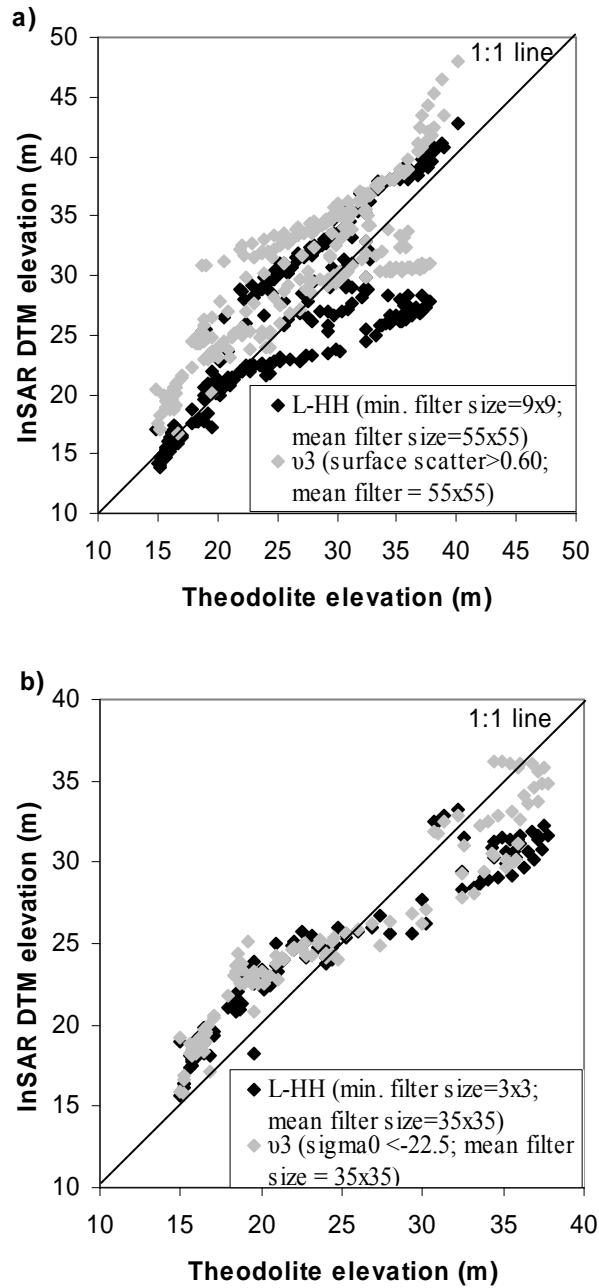 a)
50
45
40
35
30
25
20
15
10
InSAR DTM elevation (m)
1:1 line
L-HH (min. filter size=9x9;
mean filter size=55x55)
υ3 (surface scatter>0.60;
mean filter = 55x55)
10 15 20 25 30 35 40 45 50
Theodolite elevation (m)
b)
40
35
30
25
20
15
10
InSAR DTM elevation (m)
1:1 line
L-HH (min. filter size=3x3;
mean filter size=35x35)
υ3 (sigma0 <-22.5; mean filter
size = 35x35)
10 15 20 25 30 35 40
Theodolite elevation (m)